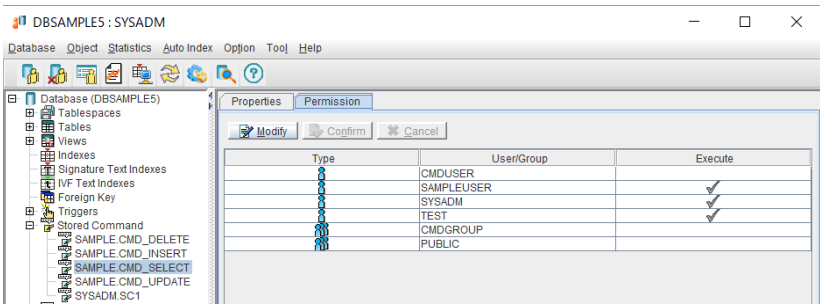 DBSAMPLE5 : SYSADM
Database Object Statistics Auto Index Option Tool Help
Database (DBSAMPLE5)
Tablespaces
Tables
Views
Indexes
Signature Text Indexes
IVF Text Indexes
Foreign Key
Triggers
Stored Command
SAMPLE.CMD_DELETE
SAMPLE.CMD_INSERT
SAMPLE.CMD_SELECT
SAMPLE.CMD_UPDATE
SYSADM.SC1
Properties Permission
Modify Confirm Cancel
Type User/Group Execute
CMDUSER
SAMPLEUSER
SYSADM
TEST
CMDGROUP
PUBLIC